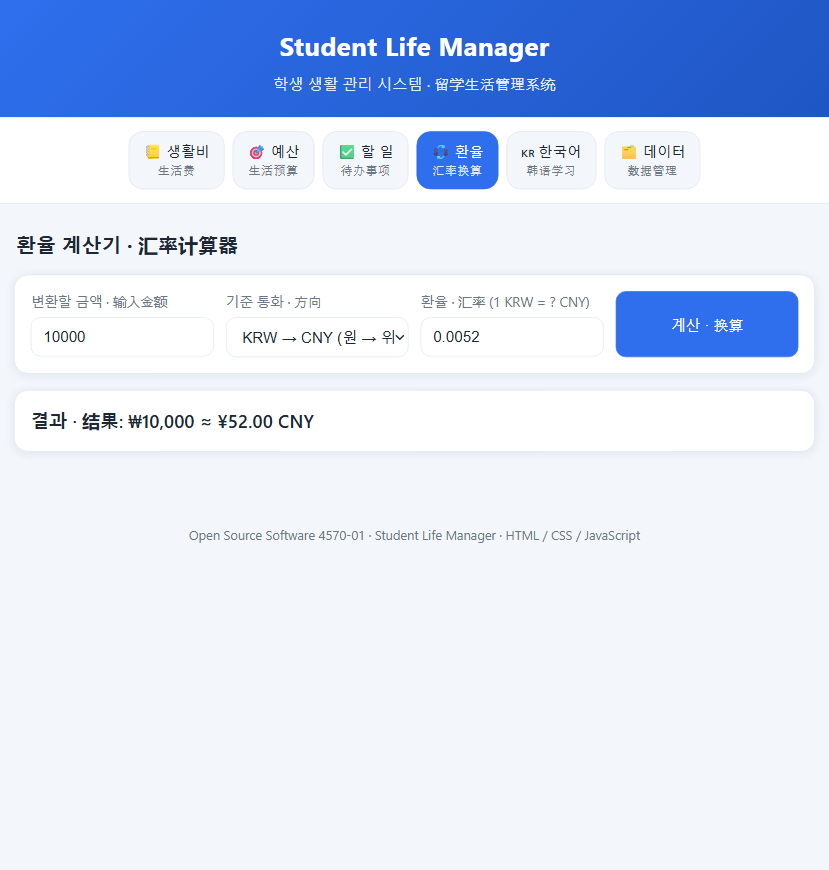 Student Life Manager
학생 생활 관리 시스템 · 留学生活管理系统
생활비
生活费
예산
生活预算
할 일
待办事项
환율
汇率换算
KR 한국어
韩语学习
데이터
数据管理
환율 계산기 · 汇率计算器
변환할 금액 · 输入金额
10000
기준 통화 · 方向
KRW → CNY (원 → 위
환율 · 汇率 (1 KRW = ? CNY)
0.0052
계산 · 换算
결과 · 结果: ₩10,000 ≈ ¥52.00 CNY
Open Source Software 4570-01 · Student Life Manager · HTML / CSS / JavaScript